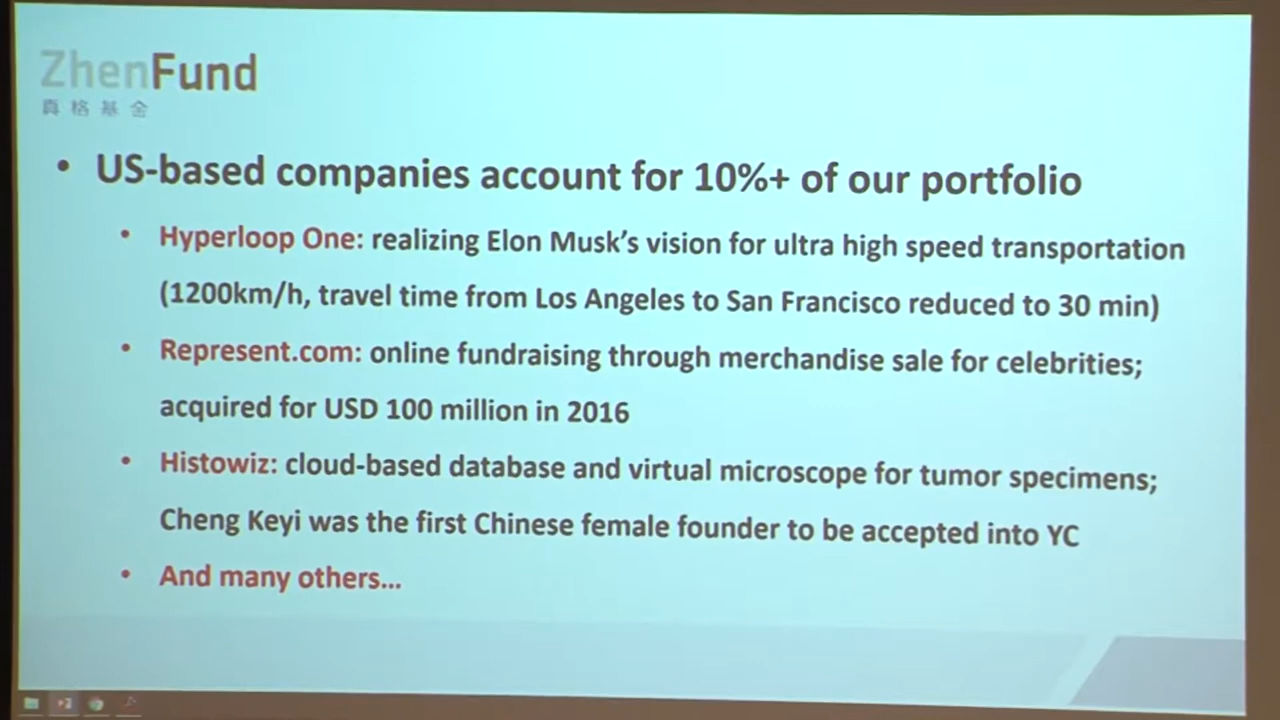 ZhenFund
真格基金
• US-based companies account for 10%+ of our portfolio
• Hyperloop One: realizing Elon Musk's vision for ultra high speed transportation
(1200km/h, travel time from Los Angeles to San Francisco reduced to 30 min)
• Represent.com: online fundraising through merchandise sale for celebrities;
acquired for USD 100 million in 2016
• Histowiz: cloud-based database and virtual microscope for tumor specimens;
Cheng Keyi was the first Chinese female founder to be accepted into YC
• And many others...